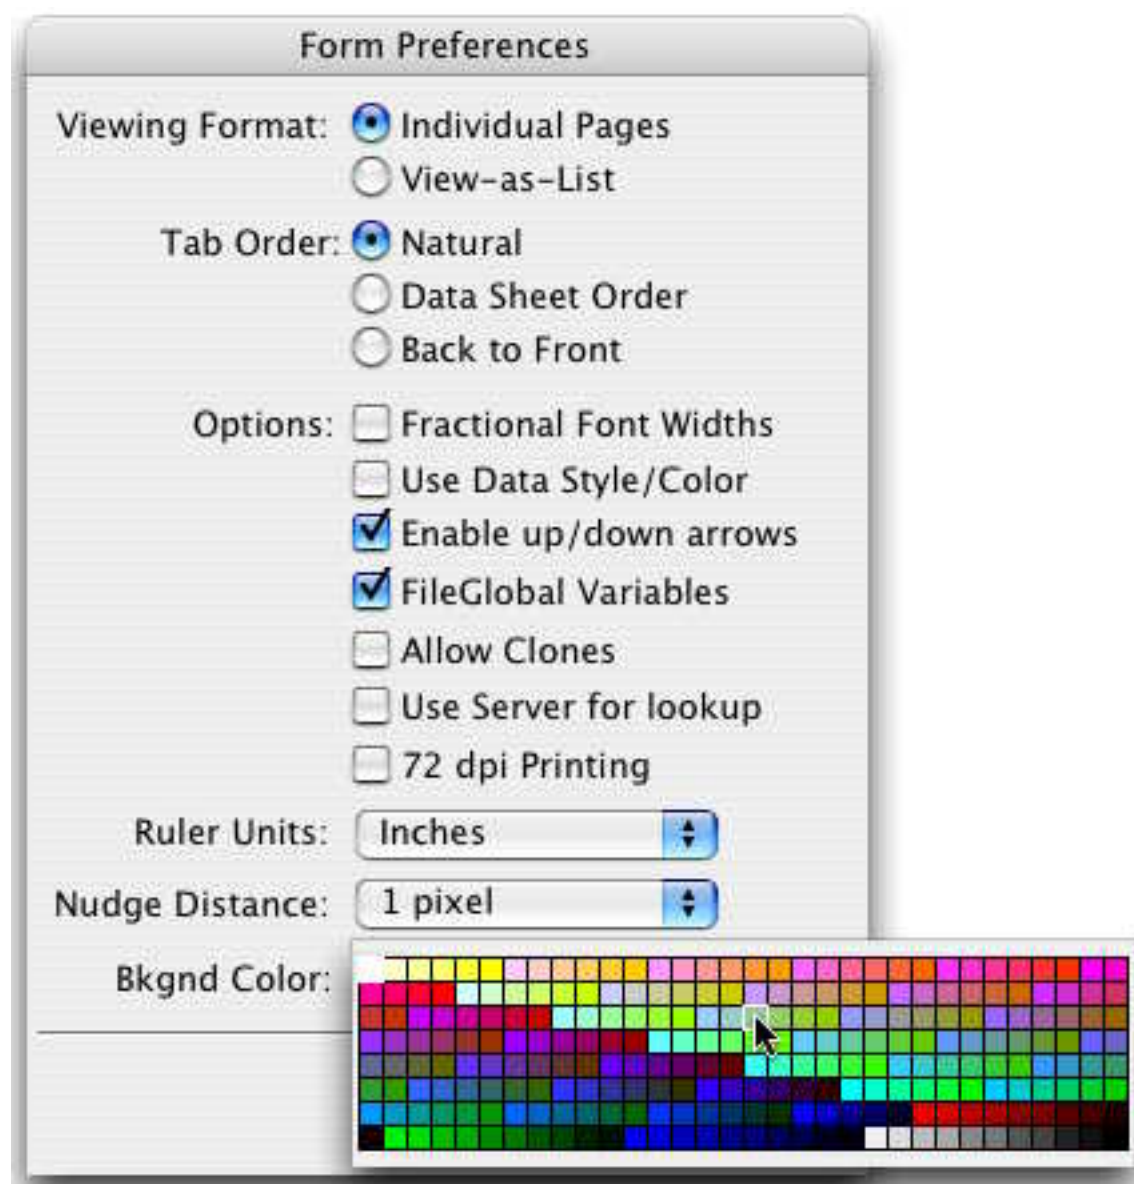 Form Preferences
Viewing Format: Individual Pages
View-as-List
Tab Order: Natural
Data Sheet Order
Back to Front
Options: Fractional Font Widths
Use Data Style/Color
Enable up/down arrows
FileGlobal Variables
Allow Clones
Use Server for lookup
72 dpi Printing
Ruler Units: Inches
Nudge Distance: 1 pixel
Bkgnd Color: